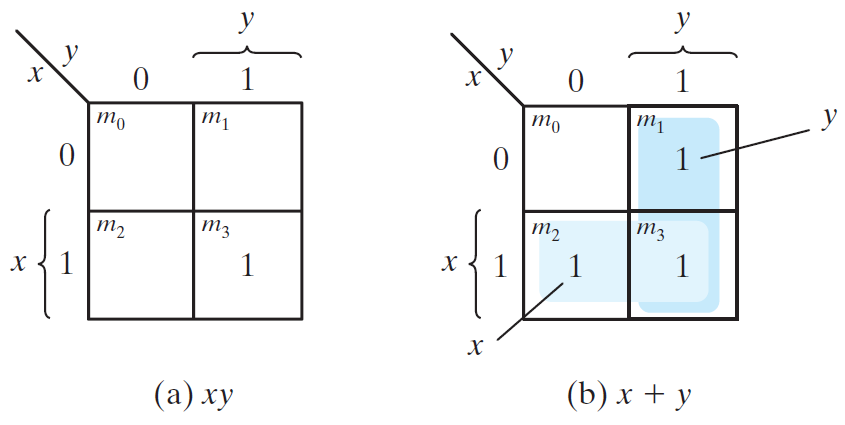 y y
y y
x 0 1 x 0 1
m0 m1 m0 m1 y
0 0 1
m2 m3 m2 m3
x 1 1 x 1 1 1
x
(a) xy (b) x + y